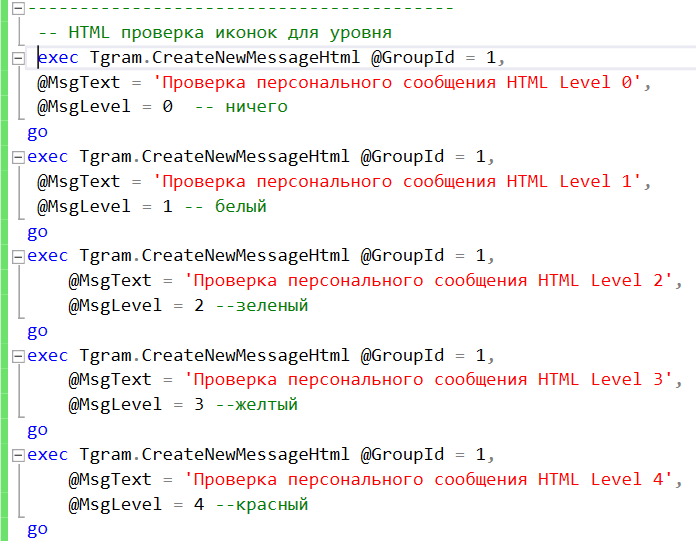 -----------------------------------------
-- HTML проверка иконок для уровня
exec Tgram.CreateNewMessageHtml @GroupId = 1,
@MsgText = 'Проверка персонального сообщения HTML Level 0',
@MsgLevel = 0  -- ничего
go
exec Tgram.CreateNewMessageHtml @GroupId = 1,
@MsgText = 'Проверка персонального сообщения HTML Level 1',
@MsgLevel = 1 -- белый
go
exec Tgram.CreateNewMessageHtml @GroupId = 1,
@MsgText = 'Проверка персонального сообщения HTML Level 2',
@MsgLevel = 2 --зеленый
go
exec Tgram.CreateNewMessageHtml @GroupId = 1,
@MsgText = 'Проверка персонального сообщения HTML Level 3',
@MsgLevel = 3 --желтый
go
exec Tgram.CreateNewMessageHtml @GroupId = 1,
@MsgText = 'Проверка персонального сообщения HTML Level 4',
@MsgLevel = 4 --красный
go